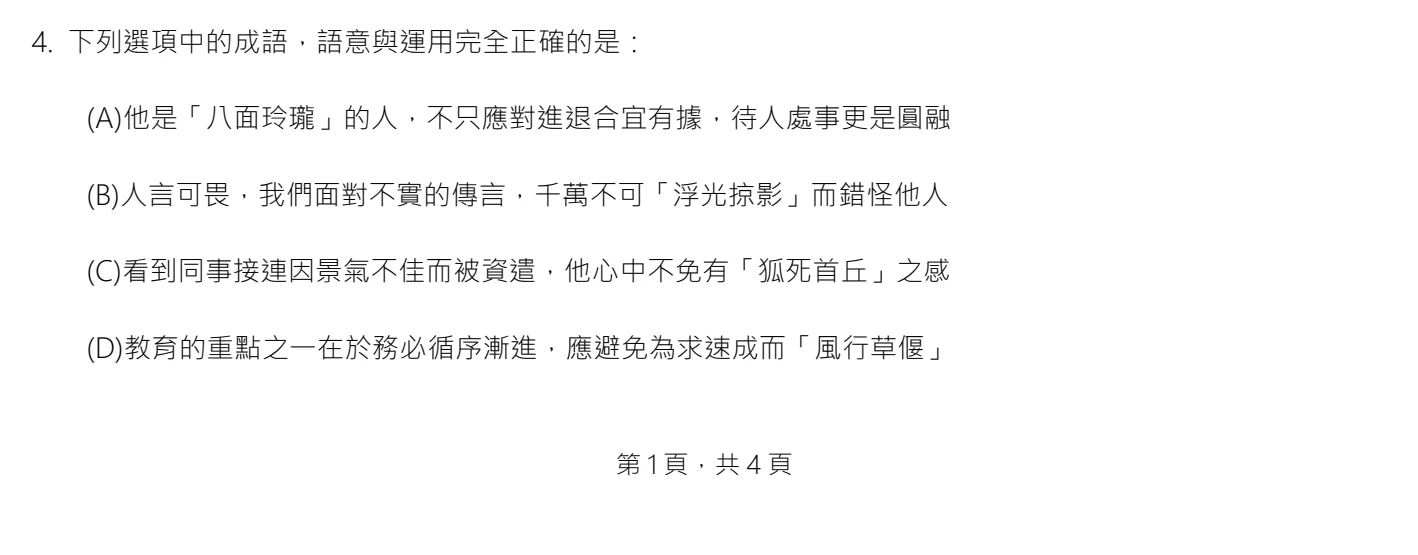 4. 下列選項中的成語，語意與運用完全正確的是：
(A)他是「八面玲瓏」的人，不只應對進退合宜有據，待人處事更是圓融
(B)人言可畏，我們面對不實的傳言，千萬不可「浮光掠影」而錯怪他人
(C)看到同事接連因景氣不佳而被資遣，他心中不免有「狐死首丘」之感
(D)教育的重點之一在於務必循序漸進，應避免為求速成而「風行草偃」
第1頁，共 4 頁